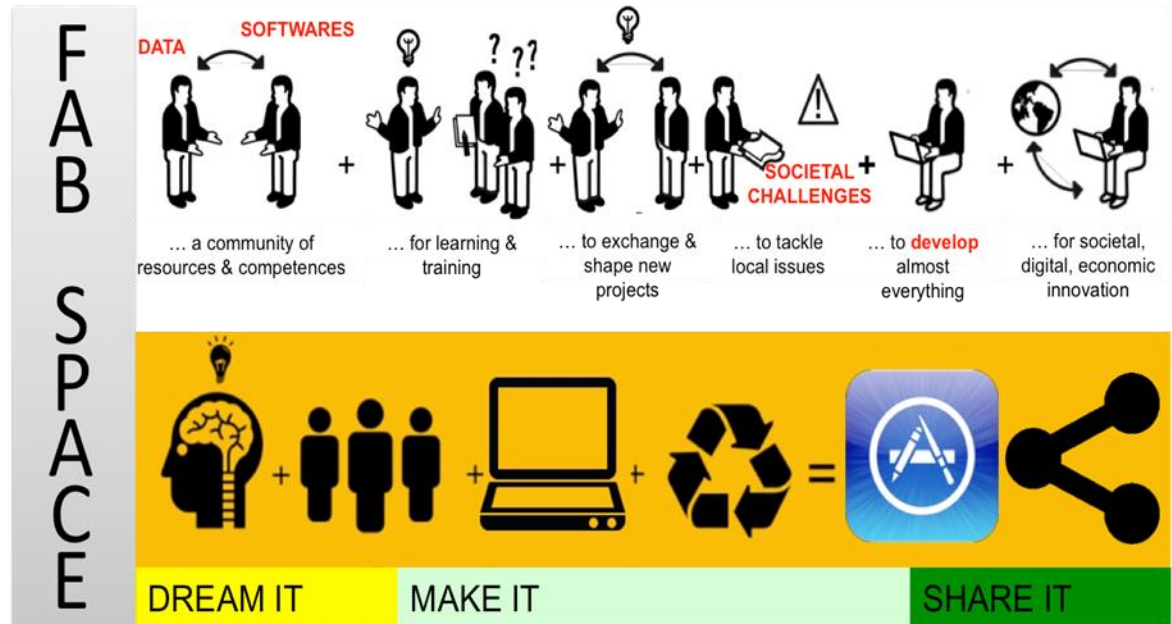 FAB SPACE
DATA
SOFTWARES
? ??
+ + + + +
SOCIETAL
CHALLENGES
… a community of
resources & competences
… for learning &
training
… to exchange &
shape new
projects
… to tackle
local issues
… to develop
almost
everything
… for societal,
digital, economic
innovation
+ + + =
DREAM IT
MAKE IT
SHARE IT